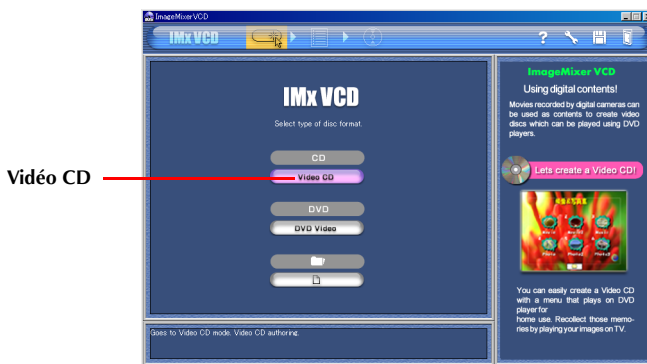 ImageMixerVCD
IMx VCD
?
IMx VCD
Select type of disc format.
CD
Vidéo CD
Video CD
DVD
DVD Video
Goes to Video CD mode. Video CD authoring.
ImageMixer VCD
Using digital contents!
Movies recorded by digital cameras can
be used as contents to create video
discs which can be played using DVD
players.
Lets create a Video CD!
You can easily create a Video CD
with a menu that plays on DVD
player for
home use. Recollect those memo-
ries by playing your images on TV.